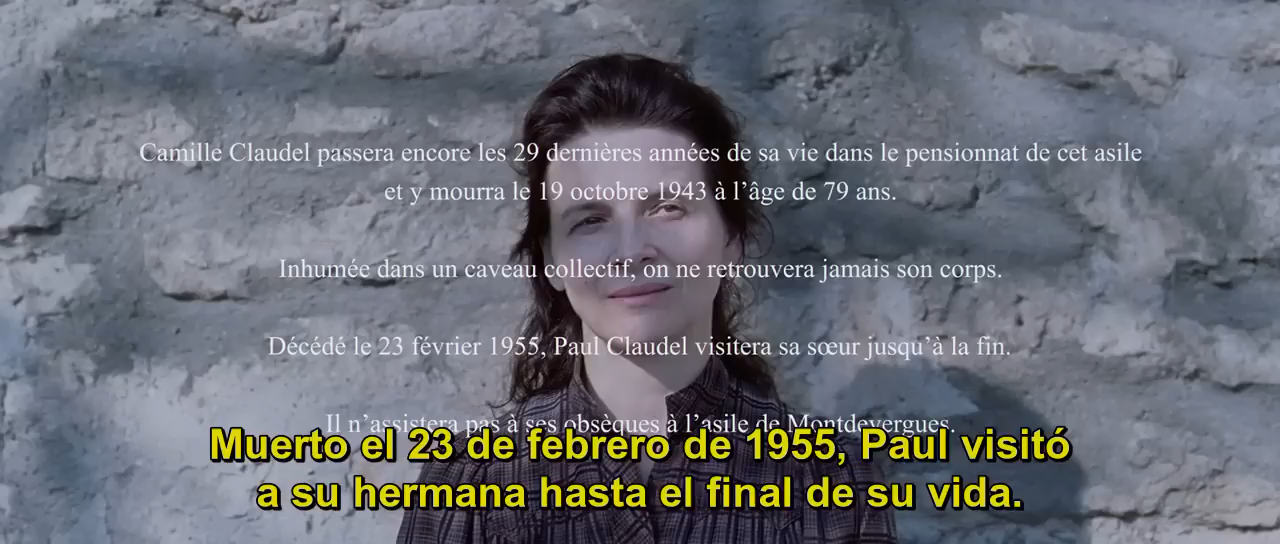 Camille Claudel passera encore les 29 dernières années de sa vie dans le pensionnat de cet asile
et y mourra le 19 octobre 1943 à l’âge de 79 ans.
Inhumée dans un caveau collectif, on ne retrouvera jamais son corps.
Décédé le 23 février 1955, Paul Claudel visitera sa sœur jusqu’à la fin.
Il n’assistera pas à ses obsèques à l’asile de Montdevergues.
Muerto el 23 de febrero de 1955, Paul visitó
a su hermana hasta el final de su vida.